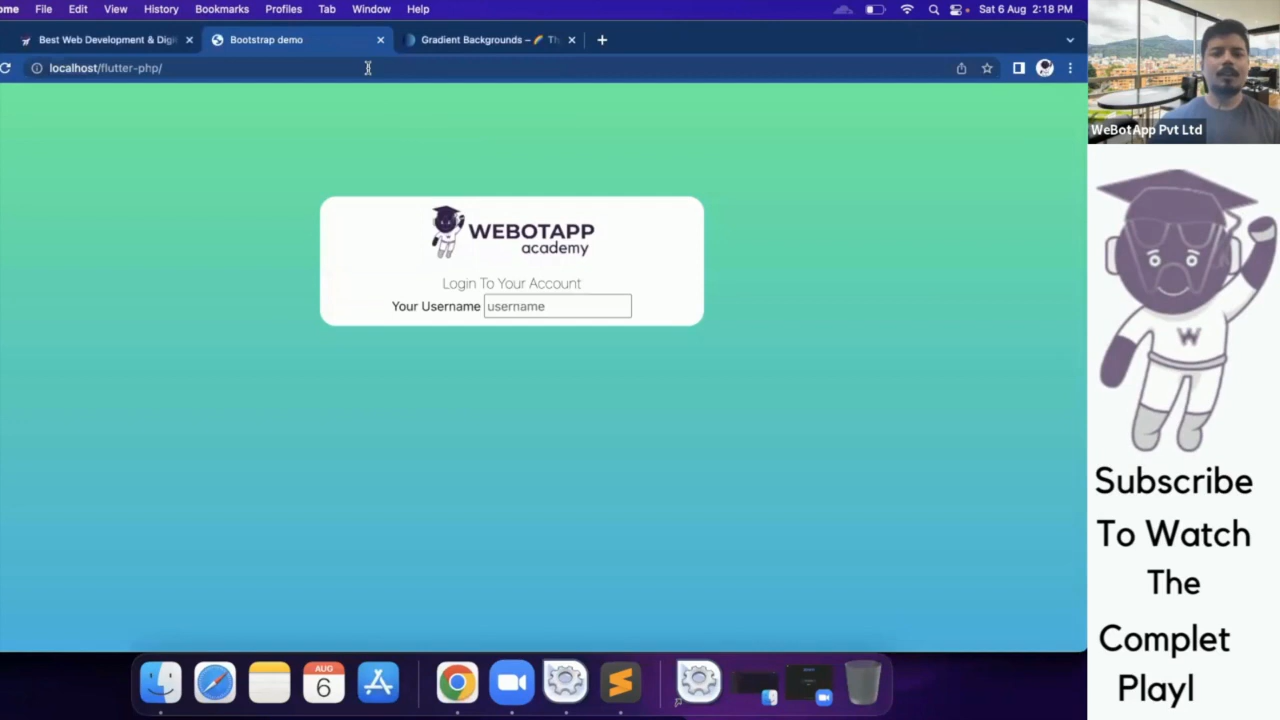 ome File Edit View History Bookmarks Profiles Tab Window Help Sat 6 Aug 2:18 PM
Best Web Development & Digi Bootstrap demo Gradient Backgrounds – Th
localhost/flutter-php/
WeBotApp Pvt Ltd
WEBOTAPP
academy
Login To Your Account
Your Username username
W
Subscribe
To Watch
The
Complet
Playl
AUG
6